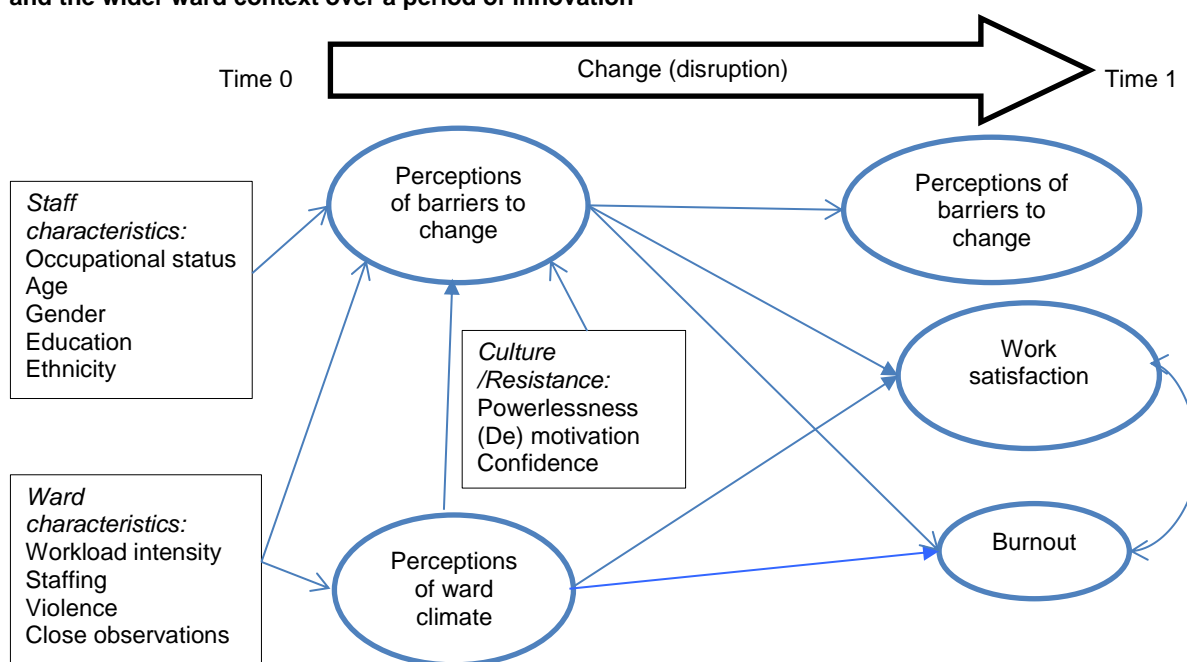 and the wider ward context over a period of innovation
Time 0
Change (disruption)
Time 1
Perceptions
of barriers to
change
Perceptions of
barriers to
change
Staff
characteristics:
Occupational status
Age
Gender
Education
Ethnicity
Culture
/Resistance:
Powerlessness
(De) motivation
Confidence
Work
satisfaction
Ward
characteristics:
Workload intensity
Staffing
Violence
Close observations
Perceptions
of ward
climate
Burnout